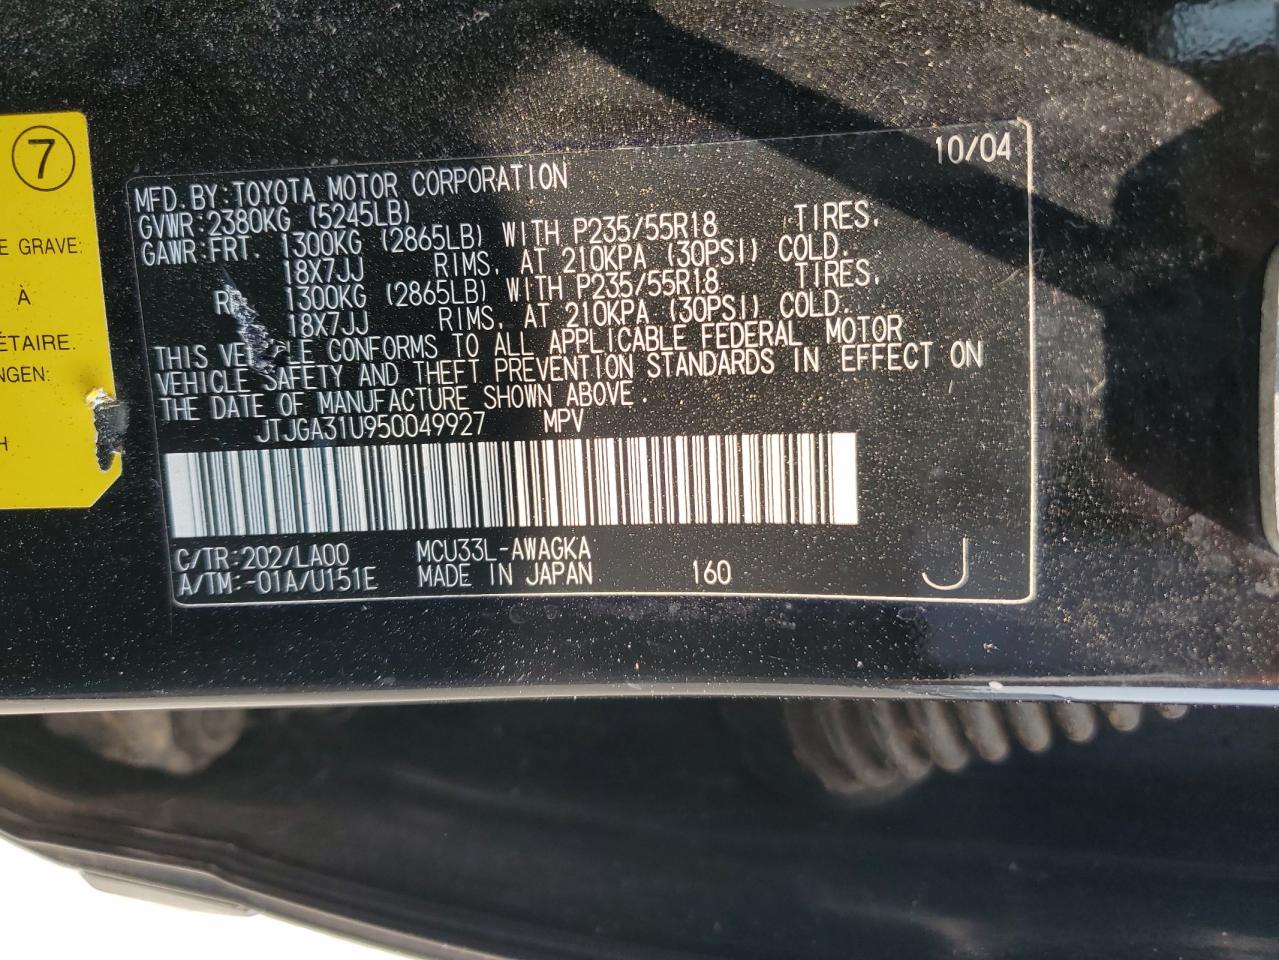 7
E GRAVE:
À
ÉTAIRE.
NGEN:
H
10/04
MFD. BY: TOYOTA MOTOR CORPORATION
GVWR: 2380KG (5245LB)
GAWR: FRT. 1300KG (2865LB) WITH P235/55R18 TIRES,
18X7JJ RIMS, AT 210KPA (30PSI) COLD.
1300KG (2865LB) WITH P235/55R18 TIRES,
18X7JJ RIMS, AT 210KPA (30PSI) COLD.
THIS VEHICLE CONFORMS TO ALL APPLICABLE FEDERAL MOTOR
VEHICLE SAFETY AND THEFT PREVENTION STANDARDS IN EFFECT ON
THE DATE OF MANUFACTURE SHOWN ABOVE.
JTJGA31U950049927 MPV
C/TR: 202/LA00 MCU33L-AWAGKA
A/TM: -01A/U151E MADE IN JAPAN 160 J